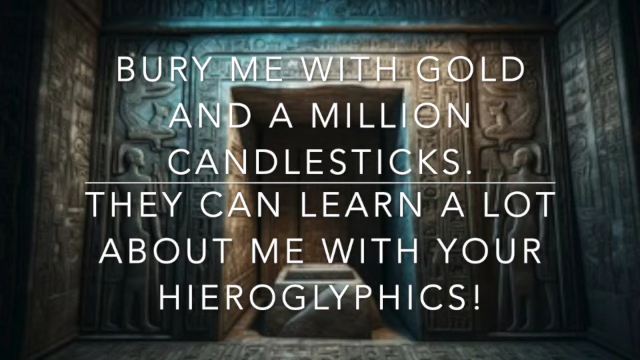 BURY ME WITH GOLD
AND A MILLION
CANDLESTICKS.
THEY CAN LEARN A LOT
ABOUT ME WITH YOUR
HIEROGLYPHICS!